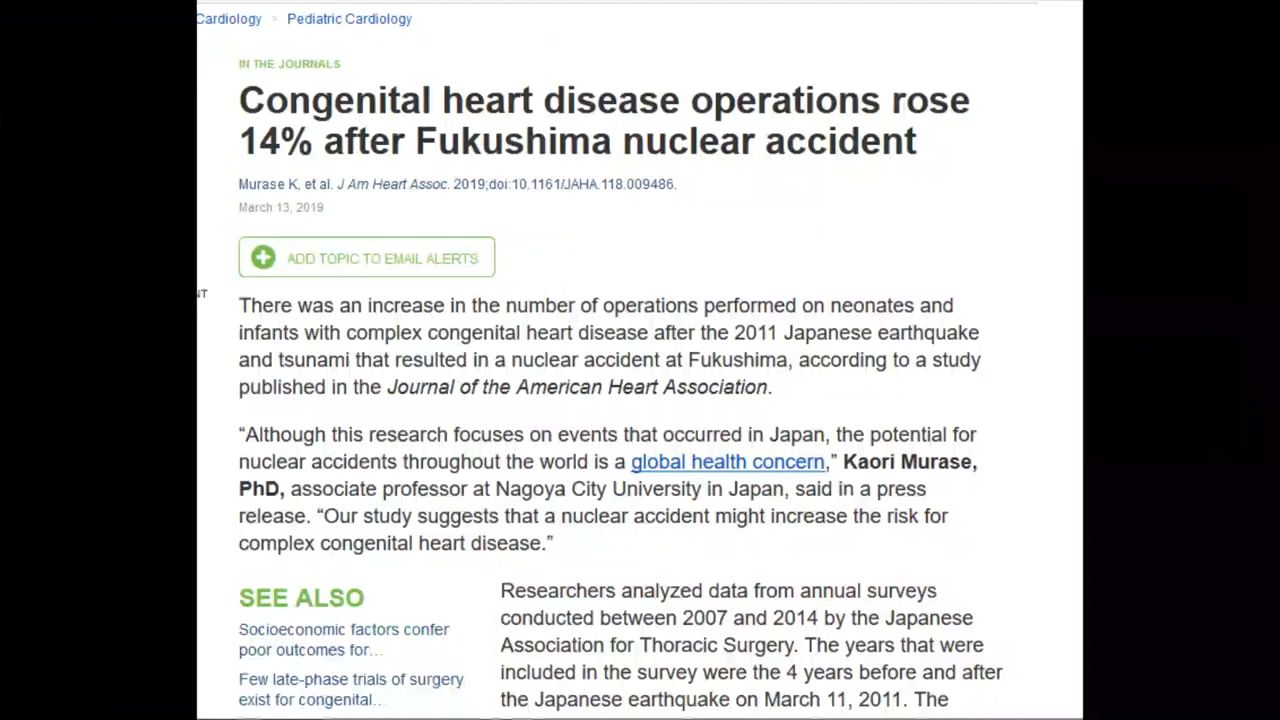 Cardiology > Pediatric Cardiology
IN THE JOURNALS
Congenital heart disease operations rose
14% after Fukushima nuclear accident
Murase K, et al. J Am Heart Assoc. 2019;doi:10.1161/JAHA.118.009486.
March 13, 2019
ADD TOPIC TO EMAIL ALERTS
NT
There was an increase in the number of operations performed on neonates and
infants with complex congenital heart disease after the 2011 Japanese earthquake
and tsunami that resulted in a nuclear accident at Fukushima, according to a study
published in the Journal of the American Heart Association.
“Although this research focuses on events that occurred in Japan, the potential for
nuclear accidents throughout the world is a global health concern,” Kaori Murase,
PhD, associate professor at Nagoya City University in Japan, said in a press
release. “Our study suggests that a nuclear accident might increase the risk for
complex congenital heart disease.”
SEE ALSO
Socioeconomic factors confer
poor outcomes for...
Few late-phase trials of surgery
exist for congenital...
Researchers analyzed data from annual surveys
conducted between 2007 and 2014 by the Japanese
Association for Thoracic Surgery. The years that were
included in the survey were the 4 years before and after
the Japanese earthquake on March 11, 2011. The